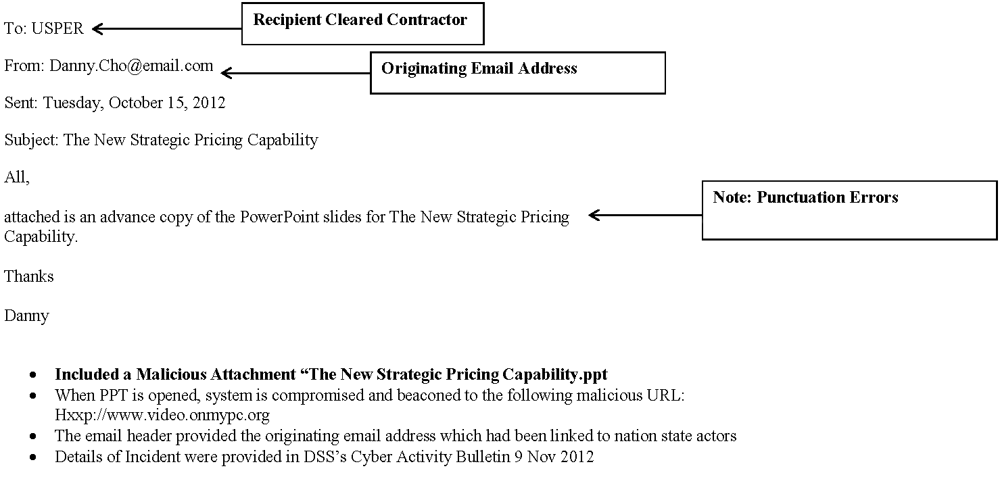 To: USPER
Recipient Cleared Contractor
From: Danny.Cho@email.com
Originating Email Address
Sent: Tuesday, October 15, 2012
Subject: The New Strategic Pricing Capability
All,
Note: Punctuation Errors
attached is an advance copy of the PowerPoint slides for The New Strategic Pricing
Capability.
Thanks
Danny
• Included a Malicious Attachment “The New Strategic Pricing Capability.ppt
• When PPT is opened, system is compromised and beaconed to the following malicious URL:
Hxxp://www.video.onmypc.org
• The email header provided the originating email address which had been linked to nation state actors
• Details of Incident were provided in DSS’s Cyber Activity Bulletin 9 Nov 2012